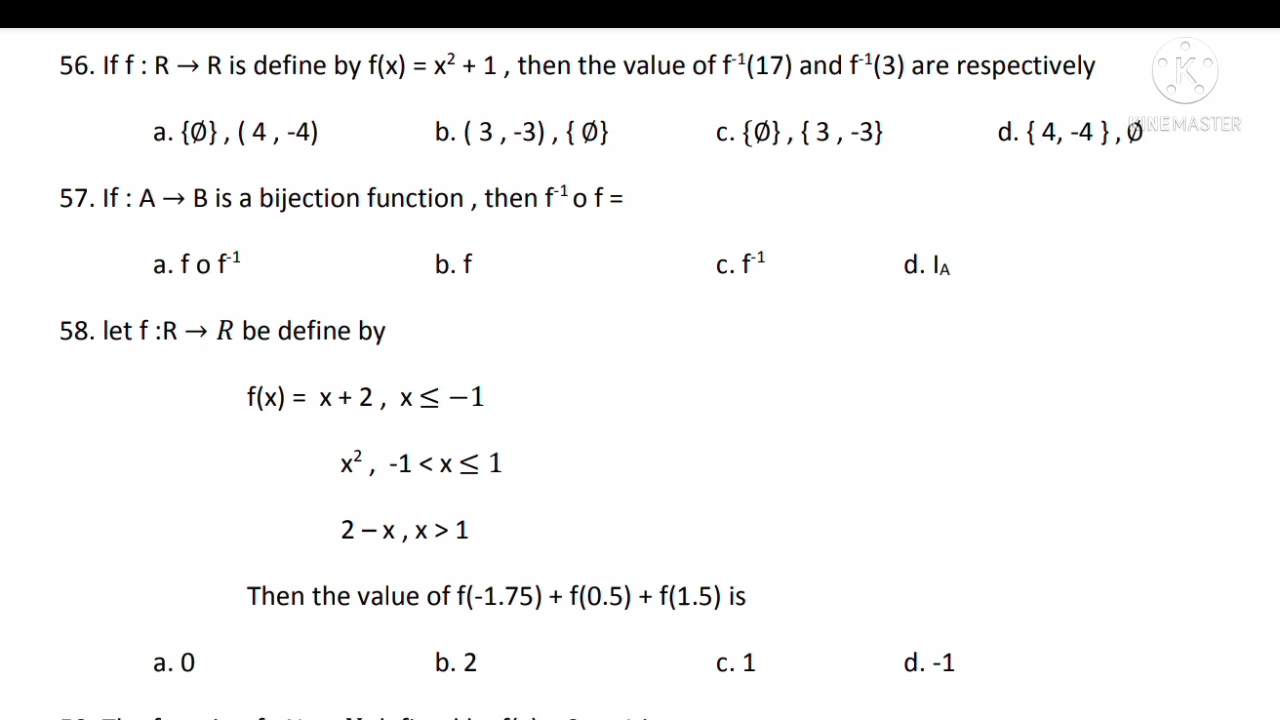 56. If f : R → R is define by f(x) = x² + 1 , then the value of f⁻¹(17) and f⁻¹(3) are respectively
a. {Ø} , ( 4 , -4) b. ( 3 , -3) , { Ø} c. {Ø} , { 3 , -3} d. { 4, -4 } , Ø
KINEMASTER
57. If : A → B is a bijection function , then f⁻¹ o f =
a. f o f⁻¹ b. f c. f⁻¹ d. I_A
58. let f :R → R be define by
f(x) = x + 2 , x ≤ −1
x² , -1 < x ≤ 1
2 – x , x > 1
Then the value of f(-1.75) + f(0.5) + f(1.5) is
a. 0 b. 2 c. 1 d. -1